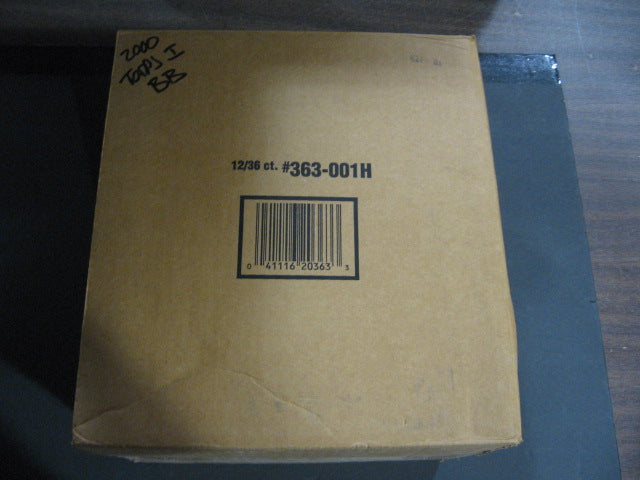 2000
TOPPS I
BB
12/36 ct. #363-001H
0 41116 20363 3